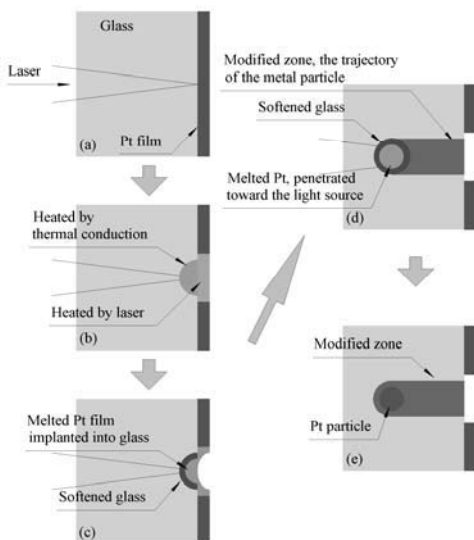 Glass
Laser
Pt film
(a)
Heated by
thermal conduction
Heated by laser
(b)
Melted Pt film
implanted into glass
Softened glass
(c)
Modified zone, the trajectory
of the metal particle
Softened glass
Melted Pt, penetrated
toward the light source
(d)
Modified zone
Pt particle
(e)